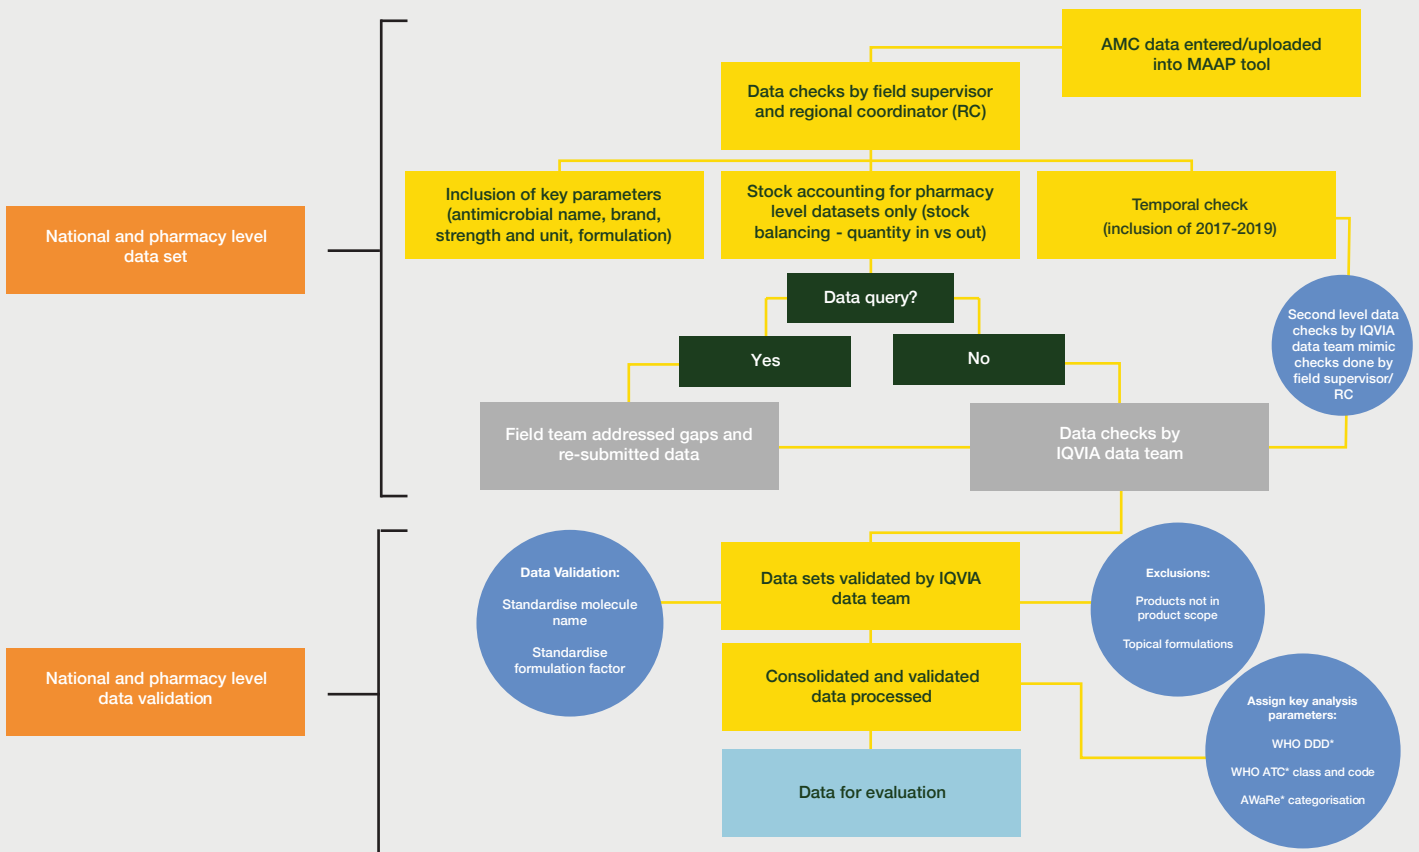 AMC data entered/uploaded
into MAAP tool
Data checks by field supervisor
and regional coordinator (RC)
Inclusion of key parameters
(antimicrobial name, brand,
strength and unit, formulation)
Stock accounting for pharmacy
level datasets only (stock
balancing - quantity in vs out)
Temporal check
(inclusion of 2017-2019)
National and pharmacy level
data set
Data query?
Yes
No
Second level data
checks by IQVIA
data team mimic
checks done by
field supervisor/
RC
Field team addressed gaps and
re-submitted data
Data checks by
IQVIA data team
Data Validation:
Standardise molecule
name
Standardise
formulation factor
Data sets validated by IQVIA
data team
Exclusions:
Products not in
product scope
Topical formulations
National and pharmacy level
data validation
Consolidated and validated
data processed
Assign key analysis
parameters:
WHO DDD*
WHO ATC* class and code
AWaRe* categorisation
Data for evaluation